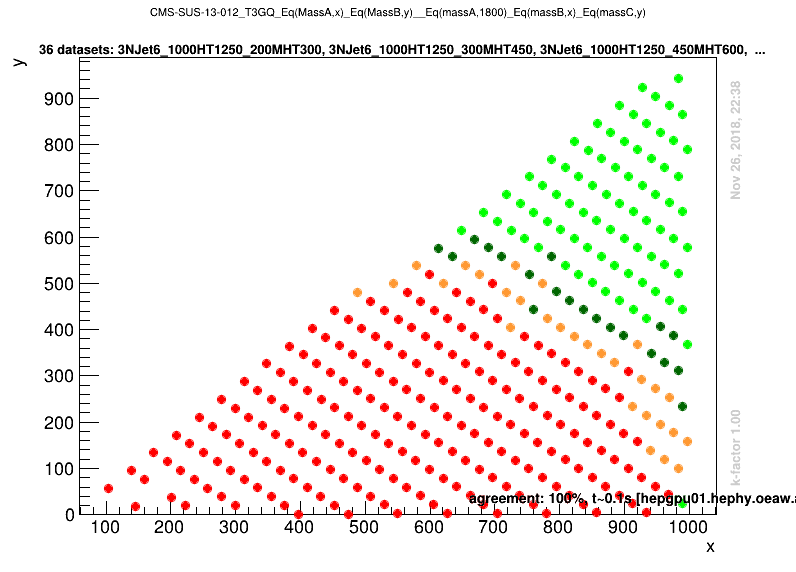 CMS-SUS-13-012_T3GQ_Eq(MassA,x)_Eq(MassB,y)__Eq(massA,1800)_Eq(massB,x)_Eq(massC,y)
36 datasets: 3NJet6_1000HT1250_200MHT300, 3NJet6_1000HT1250_300MHT450, 3NJet6_1000HT1250_450MHT600, ...
y
900
800
700
600
500
400
300
200
100
0
Nov 26, 2018, 22:38
k-factor 1.00
agreement: 100%, t~0.1s [hepgpu01.hephy.oeaw.a
100 200 300 400 500 600 700 800 900 1000
x